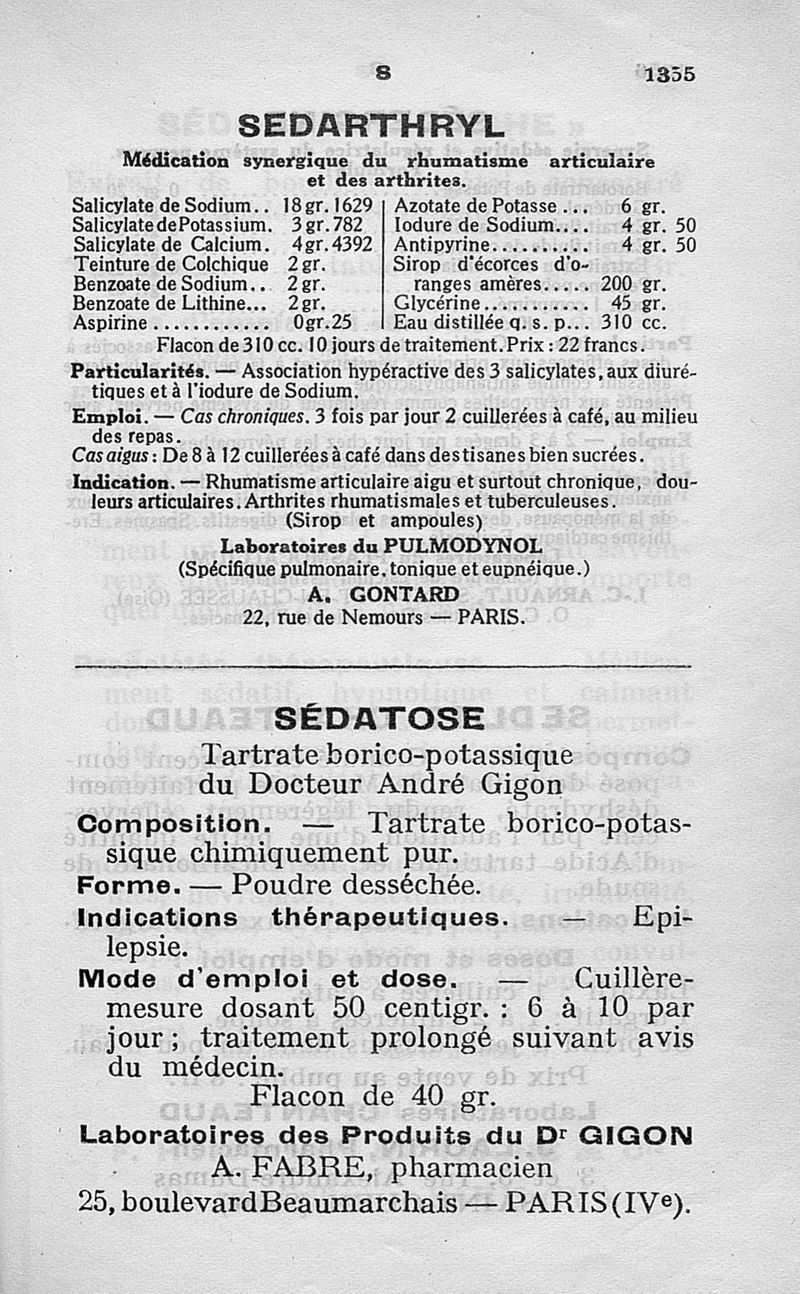 S 1355
SEDARTHRYL
Médication synergique du rhumatisme articulaire
et des arthrites.
Salicylate de Sodium.. 18 gr. 1629
Salicylate de Potassium. 3 gr. 782
Salicylate de Calcium. 4 gr. 4392
Teinture de Colchique 2 gr.
Benzoate de Sodium.. 2 gr.
Benzoate de Lithine... 2 gr.
Aspirine............ 0gr.25
Azotate de Potasse ... 6 gr.
Iodure de Sodium.... 4 gr. 50
Antipyrine.......... 4 gr. 50
Sirop d'écorces d'o-
ranges amères..... 200 gr.
Glycérine........... 45 gr.
Eau distillée q. s. p... 310 cc.
Flacon de 310 cc. 10 jours de traitement. Prix : 22 francs.
Particularités. — Association hypéractive des 3 salicylates, aux diuré-
tiques et à l'iodure de Sodium.
Emploi. — Cas chroniques. 3 fois par jour 2 cuillerées à café, au milieu
des repas.
Cas aigus : De 8 à 12 cuillerées à café dans des tisanes bien sucrées.
Indication. — Rhumatisme articulaire aigu et surtout chronique, dou-
leurs articulaires. Arthrites rhumatismales et tuberculeuses.
(Sirop et ampoules)
Laboratoires du PULMODYNOL
(Spécifique pulmonaire, tonique et eupnéique.)
A. GONTARD
22, rue de Nemours — PARIS.
SÉDATOSE
Tartrate borico-potassique
du Docteur André Gigon
Composition. — Tartrate borico-potas-
sique chimiquement pur.
Forme. — Poudre desséchée.
Indications thérapeutiques. — Epi-
lepsie.
Mode d'emploi et dose. — Cuillère-
mesure dosant 50 centigr. : 6 à 10 par
jour ; traitement prolongé suivant avis
du médecin.
Flacon de 40 gr.
Laboratoires des Produits du Dr GIGON
A. FABRE, pharmacien
25, boulevard Beaumarchais — PARIS (IVe).